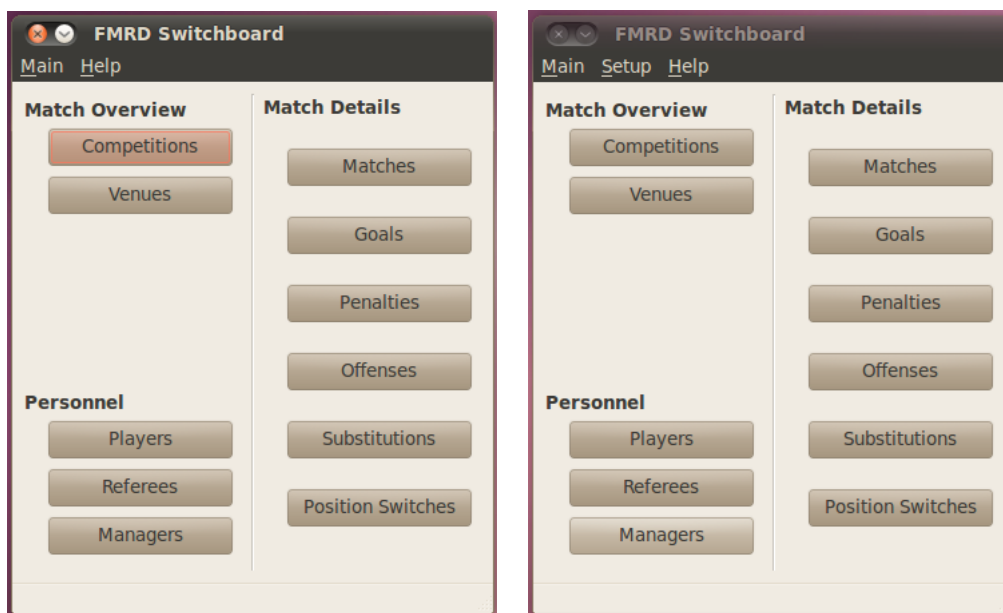 FMRD Switchboard
Main Help
Match Overview
Competitions
Venues
Personnel
Players
Referees
Managers
Match Details
Matches
Goals
Penalties
Offenses
Substitutions
Position Switches
FMRD Switchboard
Main Setup Help
Match Overview
Competitions
Venues
Personnel
Players
Referees
Managers
Match Details
Matches
Goals
Penalties
Offenses
Substitutions
Position Switches